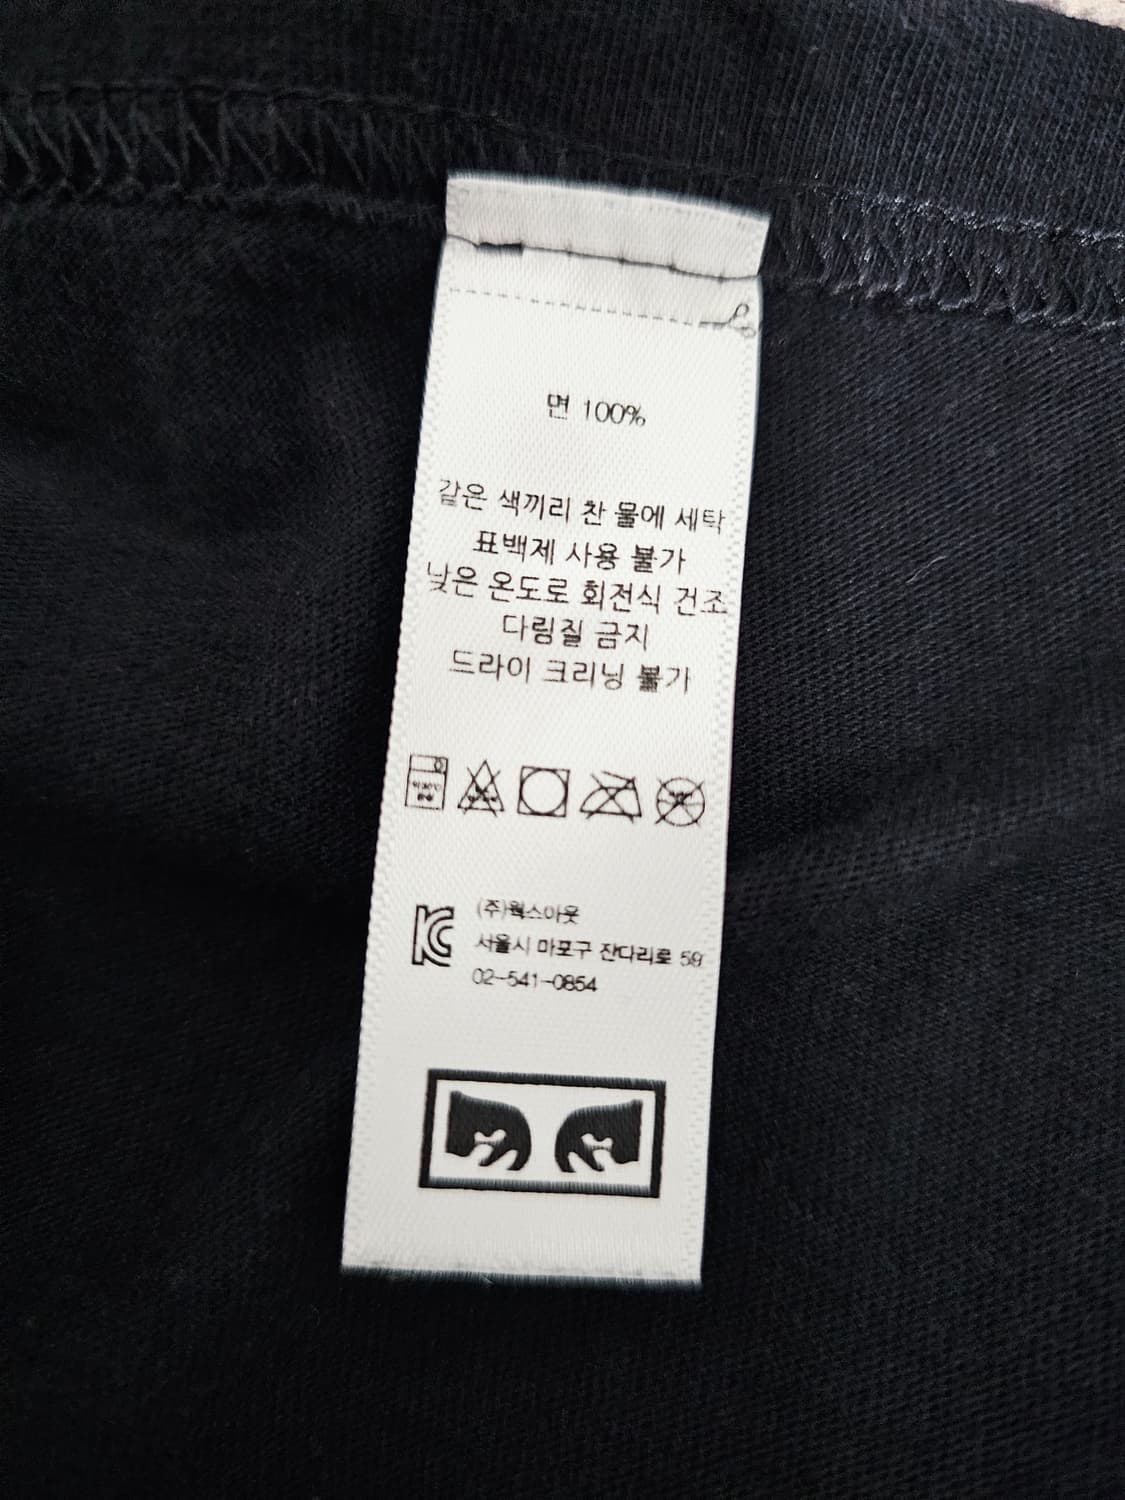 면 100%
같은 색끼리 찬 물에 세탁
표백제 사용 불가
낮은 온도로 회전식 건조
다림질 금지
드라이 크리닝 불가
(주)웍스아웃
서울시 마포구 잔다리로 59
02-541-0854